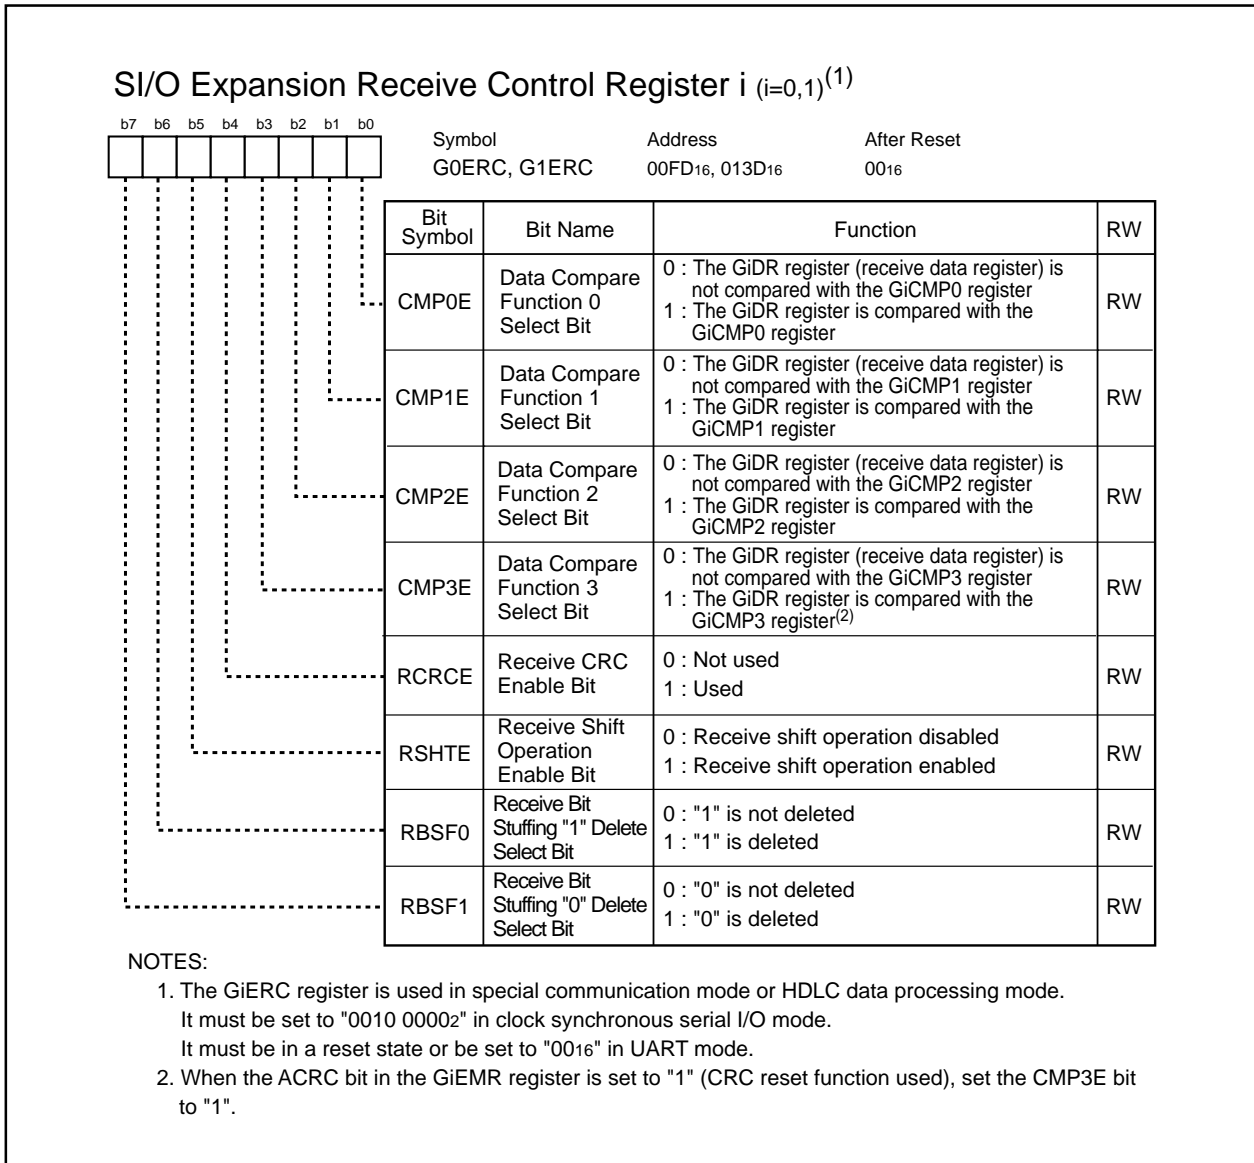 SI/O Expansion Receive Control Register i (i=0,1)(1)
b7 b6 b5 b4 b3 b2 b1 b0
Symbol Address After Reset
G0ERC, G1ERC 00FD16, 013D16 0016
Bit Symbol Bit Name Function RW
CMP0E
Data Compare
Function 0
Select Bit
0 : The GiDR register (receive data register) is
not compared with the GiCMP0 register
1 : The GiDR register is compared with the
GiCMP0 register
RW
CMP1E
Data Compare
Function 1
Select Bit
0 : The GiDR register (receive data register) is
not compared with the GiCMP1 register
1 : The GiDR register is compared with the
GiCMP1 register
RW
CMP2E
Data Compare
Function 2
Select Bit
0 : The GiDR register (receive data register) is
not compared with the GiCMP2 register
1 : The GiDR register is compared with the
GiCMP2 register
RW
CMP3E
Data Compare
Function 3
Select Bit
0 : The GiDR register (receive data register) is
not compared with the GiCMP3 register
1 : The GiDR register is compared with the
GiCMP3 register(2)
RW
RCRCE
Receive CRC
Enable Bit
0 : Not used
1 : Used
RW
RSHTE
Receive Shift
Operation
Enable Bit
0 : Receive shift operation disabled
1 : Receive shift operation enabled
RW
RBSF0
Receive Bit
Stuffing "1" Delete
Select Bit
0 : "1" is not deleted
1 : "1" is deleted
RW
RBSF1
Receive Bit
Stuffing "0" Delete
Select Bit
0 : "0" is not deleted
1 : "0" is deleted
RW
NOTES:
1. The GiERC register is used in special communication mode or HDLC data processing mode.
It must be set to "0010 00002" in clock synchronous serial I/O mode.
It must be in a reset state or be set to "0016" in UART mode.
2. When the ACRC bit in the GiEMR register is set to "1" (CRC reset function used), set the CMP3E bit
to "1".